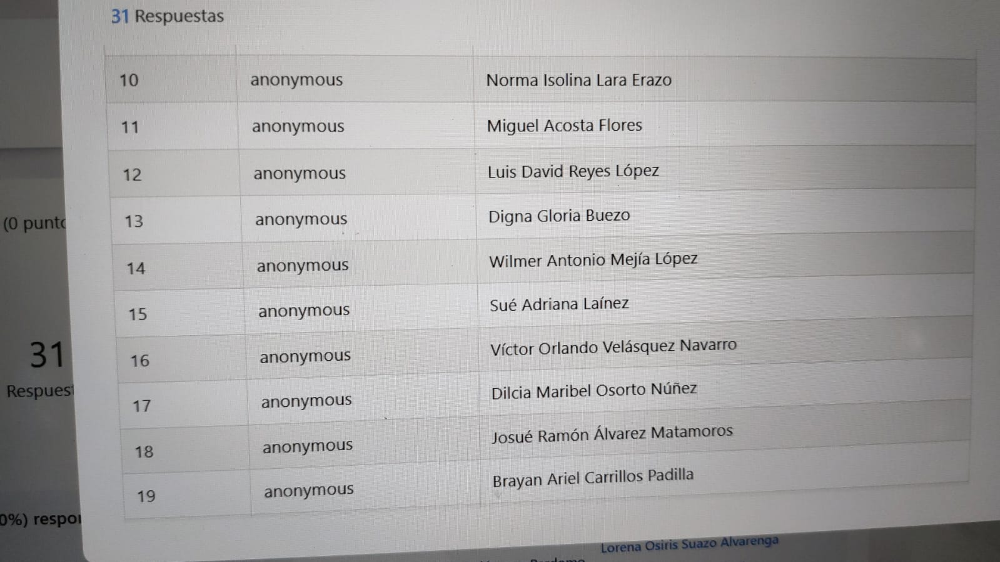 31 Respuestas
10 anonymous Norma Isolina Lara Erazo
11 anonymous Miguel Acosta Flores
12 anonymous Luis David Reyes López
13 anonymous Digna Gloria Buezo
14 anonymous Wilmer Antonio Mejía López
15 anonymous Sué Adriana Laínez
16 anonymous Víctor Orlando Velásquez Navarro
17 anonymous Dilcia Maribel Osorto Núñez
18 anonymous Josué Ramón Álvarez Matamoros
19 anonymous Brayan Ariel Carrillos Padilla
(0 punto
31
Respuest
0%) respon
Lorena Osiris Suazo Alvarenga